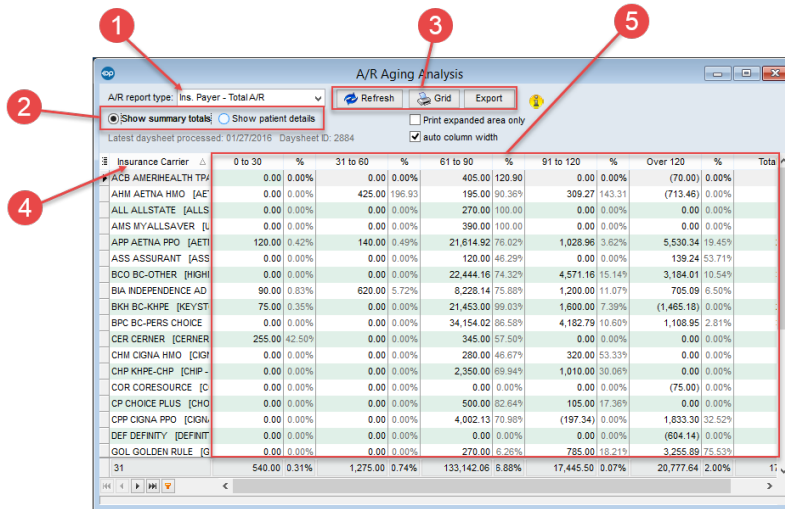 1
3
5
2
4
A/R Aging Analysis
A/R report type: Ins. Payer - Total A/R Refresh Grid Export
Show summary totals Show patient details Print expanded area only
Latest daysheet processed: 01/27/2016 Daysheet ID: 2884 auto column width
Insurance Carrier 0 to 30 % 31 to 60 % 61 to 90 % 91 to 120 % Over 120 % Total
ACB AMERIHEALTH TPA 0.00 0.00% 0.00 0.00% 405.00 120.90 0.00 0.00% (70.00) 0.00%
AHM AETNA HMO [AET 0.00 0.00% 425.00 196.93 195.00 90.36% 309.27 143.31 (713.46) 0.00%
ALL ALLSTATE [ALLS 0.00 0.00% 0.00 0.00% 270.00 100.00 0.00 0.00% 0.00 0.00%
AMS MYALLSAVER [U 0.00 0.00% 0.00 0.00% 390.00 100.00 0.00 0.00% 0.00 0.00%
APP AETNA PPO [AETN 120.00 0.42% 140.00 0.49% 21,614.92 76.02% 1,028.96 3.62% 5,530.34 19.45%
ASS ASSURANT [ASS 0.00 0.00% 0.00 0.00% 120.00 46.29% 0.00 0.00% 139.24 53.71%
BCO BC-OTHER [HIGHI 0.00 0.00% 0.00 0.00% 22,444.16 74.32% 4,571.16 15.14% 3,184.01 10.54%
BIA INDEPENDENCE AD 90.00 0.83% 620.00 5.72% 8,228.14 75.88% 1,200.00 11.07% 705.09 6.50%
BKH BC-KHPE [KEYST 75.00 0.35% 0.00 0.00% 21,453.00 99.03% 1,600.00 7.39% (1,465.18) 0.00%
BPC BC-PERS CHOICE 0.00 0.00% 0.00 0.00% 34,154.02 86.58% 4,182.79 10.60% 1,108.95 2.81%
CER CERNER [CERNER 255.00 42.50% 0.00 0.00% 345.00 57.50% 0.00 0.00% 0.00 0.00%
CHM CIGNA HMO [CIGN 0.00 0.00% 0.00 0.00% 280.00 46.67% 320.00 53.33% 0.00 0.00%
CHP KHPE-CHP [CHIP - 0.00 0.00% 0.00 0.00% 2,350.00 69.94% 1,010.00 30.06% 0.00 0.00%
COR CORESOURCE [C 0.00 0.00% 0.00 0.00% 0.00 0.00% 0.00 0.00% (75.00) 0.00%
CP CHOICE PLUS [CHO 0.00 0.00% 0.00 0.00% 500.00 82.64% 105.00 17.36% 0.00 0.00%
CPP CIGNA PPO [CIGN 0.00 0.00% 0.00 0.00% 4,002.13 70.98% (197.34) 0.00% 1,833.30 32.52%
DEF DEFINITY [DEFINIT 0.00 0.00% 0.00 0.00% 0.00 0.00% 0.00 0.00% (604.14) 0.00%
GOL GOLDEN RULE [G 0.00 0.00% 0.00 0.00% 270.00 6.26% 785.00 18.21% 3,255.89 75.53%
31 540.00 0.31% 1,275.00 0.74% 133,142.06 6.88% 17,445.50 0.07% 20,777.64 2.00% 17